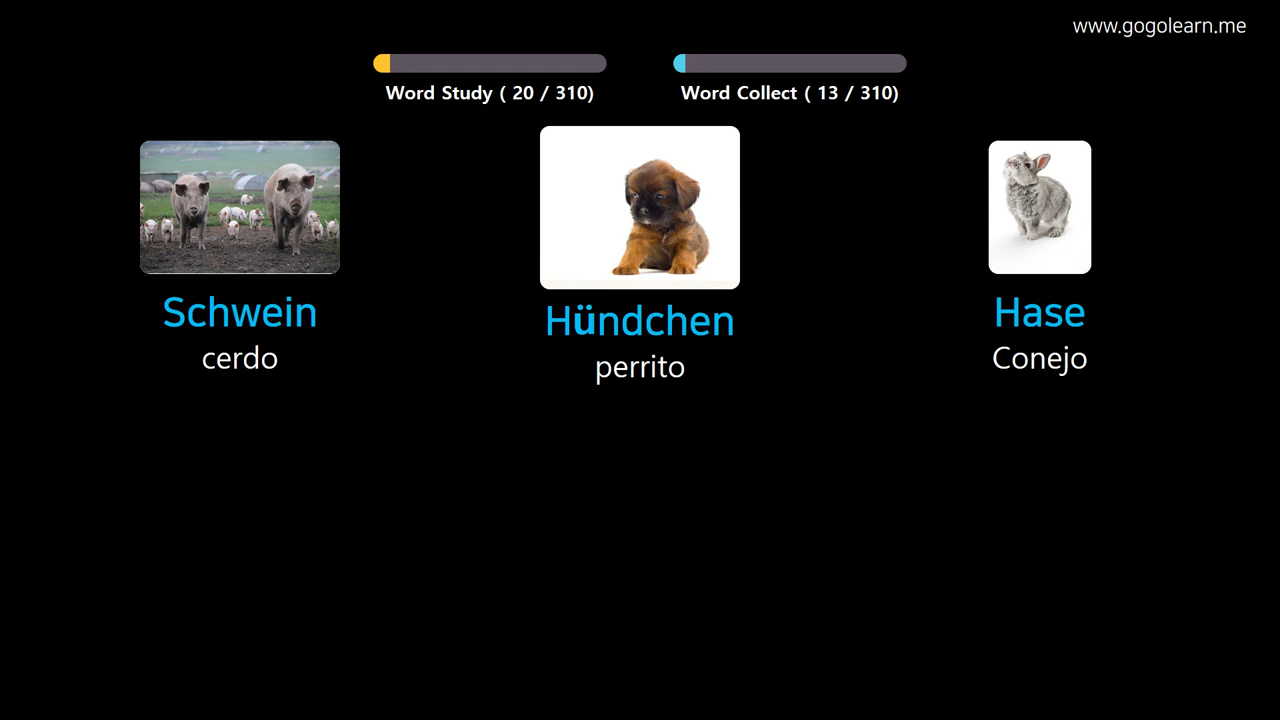 www.gogolearn.me
Word Study ( 20 / 310)
Word Collect ( 13 / 310)
Schwein
cerdo
Hündchen
perrito
Hase
Conejo